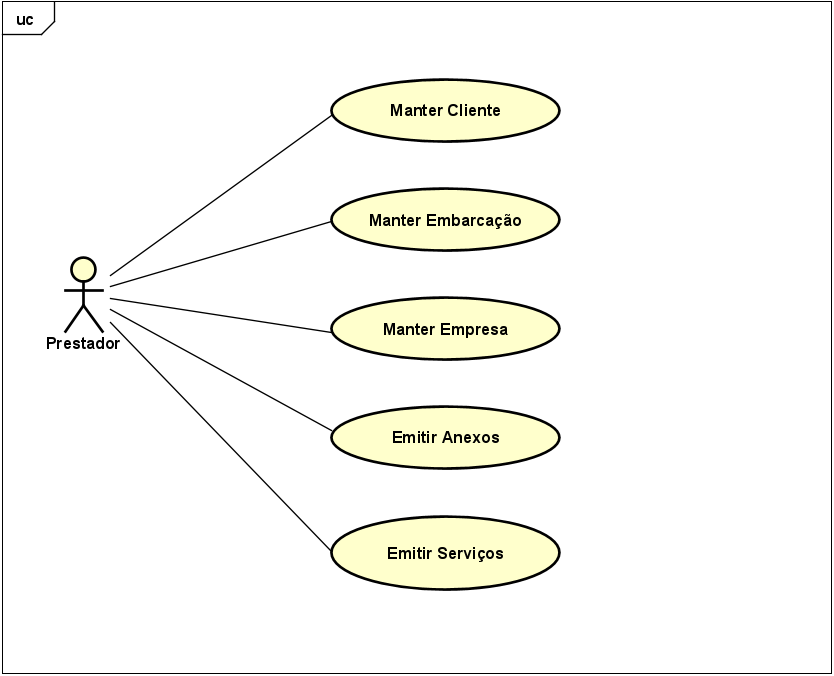 uc
Manter Cliente
Manter Embarcação
Manter Empresa
Prestador
Emitir Anexos
Emitir Serviços